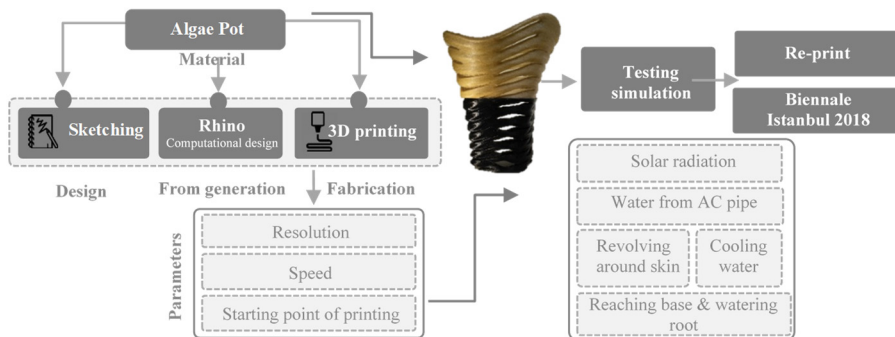 Algae Pot
Material
Sketching
Rhino
Computational design
3D printing
Design
From generation
Fabrication
Parameters
Resolution
Speed
Starting point of printing
Testing
simulation
Re-print
Biennale
Istanbul 2018
Solar radiation
Water from AC pipe
Revolving
around skin
Cooling
water
Reaching base & watering
root